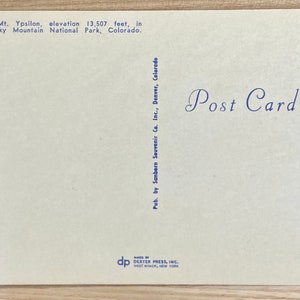 Mt. Ypsilon, elevation 13,507 feet, in
ky Mountain National Park, Colorado.
Pub. by Sanborn Souvenir Co. Inc., Denver, Colorado
Post Card
dp
MADE BY
DEXTER PRESS, INC.
WEST NYACK, NEW YORK